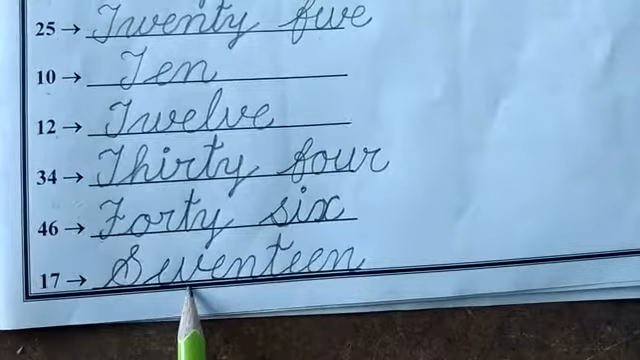 25 → Twenty five
10 → Ten
12 → Twelve
34 → Thirty four
46 → Forty six
17 → Seventeen